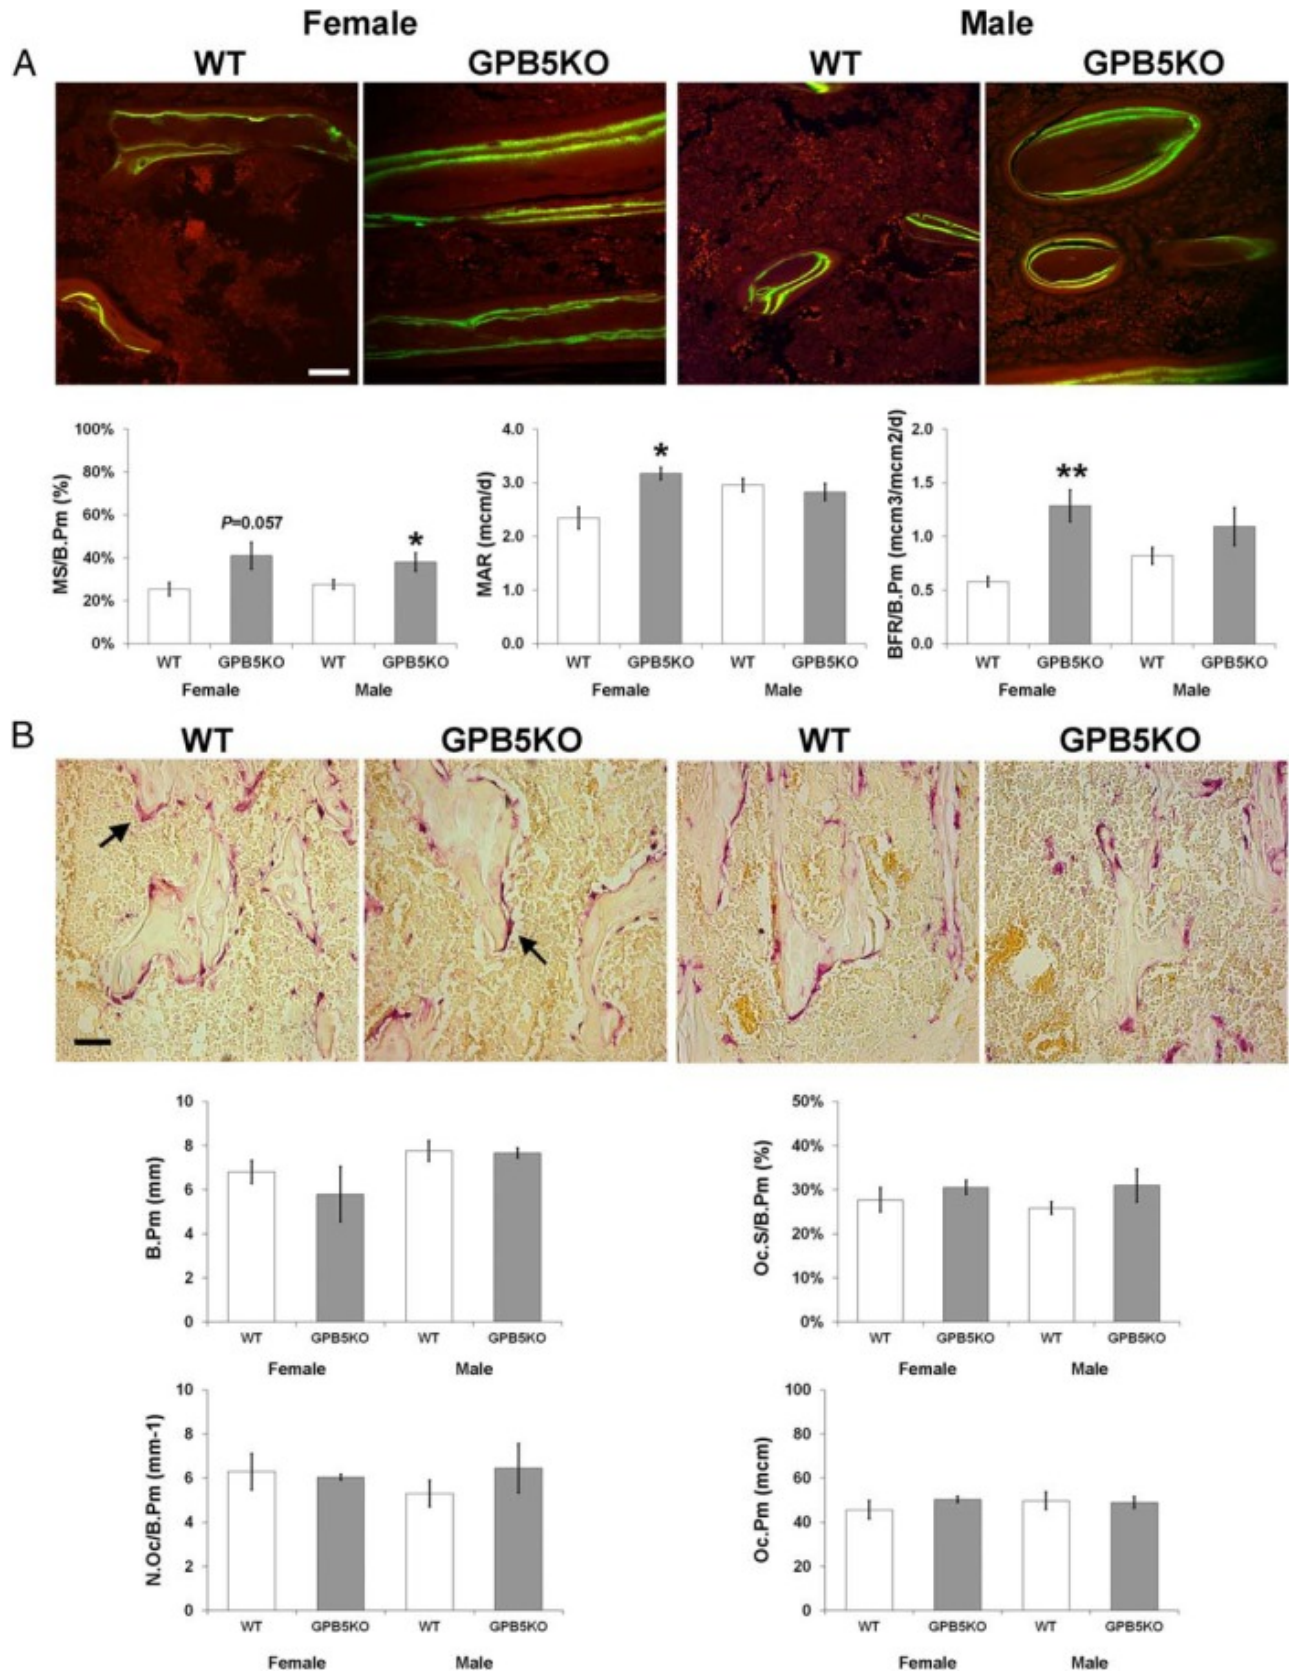 Female Male
A WT GPB5KO WT GPB5KO
100%
80%
60%
40%
20%
0%
MS/B.Pm (%)
P=0.057
*
WT GPB5KO WT GPB5KO
Female Male
4.0
3.0
2.0
1.0
0.0
MAR (mcm/d)
*
WT GPB5KO WT GPB5KO
Female Male
2.0
1.5
1.0
0.5
0.0
BFR/B.Pm (mcm3/mcm2/d)
**
WT GPB5KO WT GPB5KO
Female Male
B WT GPB5KO WT GPB5KO
10
8
6
4
2
0
B.Pm (mm)
WT GPB5KO WT GPB5KO
Female Male
50%
40%
30%
20%
10%
0%
Oc.S/B.Pm (%)
WT GPB5KO WT GPB5KO
Female Male
10
8
6
4
2
0
N.Oc/B.Pm (mm-1)
WT GPB5KO WT GPB5KO
Female Male
100
80
60
40
20
0
Oc.Pm (mcm)
WT GPB5KO WT GPB5KO
Female Male